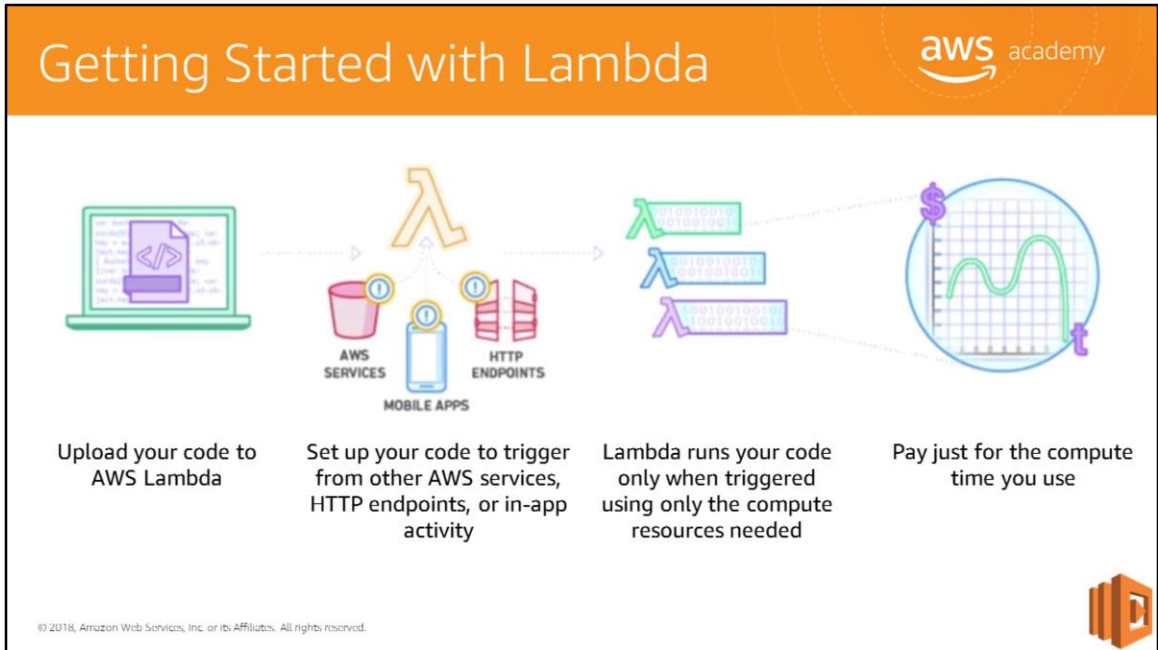 Getting Started with Lambda
aws academy
AWS
SERVICES
MOBILE APPS
HTTP
ENDPOINTS
$
t
Upload your code to
AWS Lambda
Set up your code to trigger
from other AWS services,
HTTP endpoints, or in-app
activity
Lambda runs your code
only when triggered
using only the compute
resources needed
Pay just for the compute
time you use
© 2018, Amazon Web Services, Inc. or its Affiliates. All rights reserved.